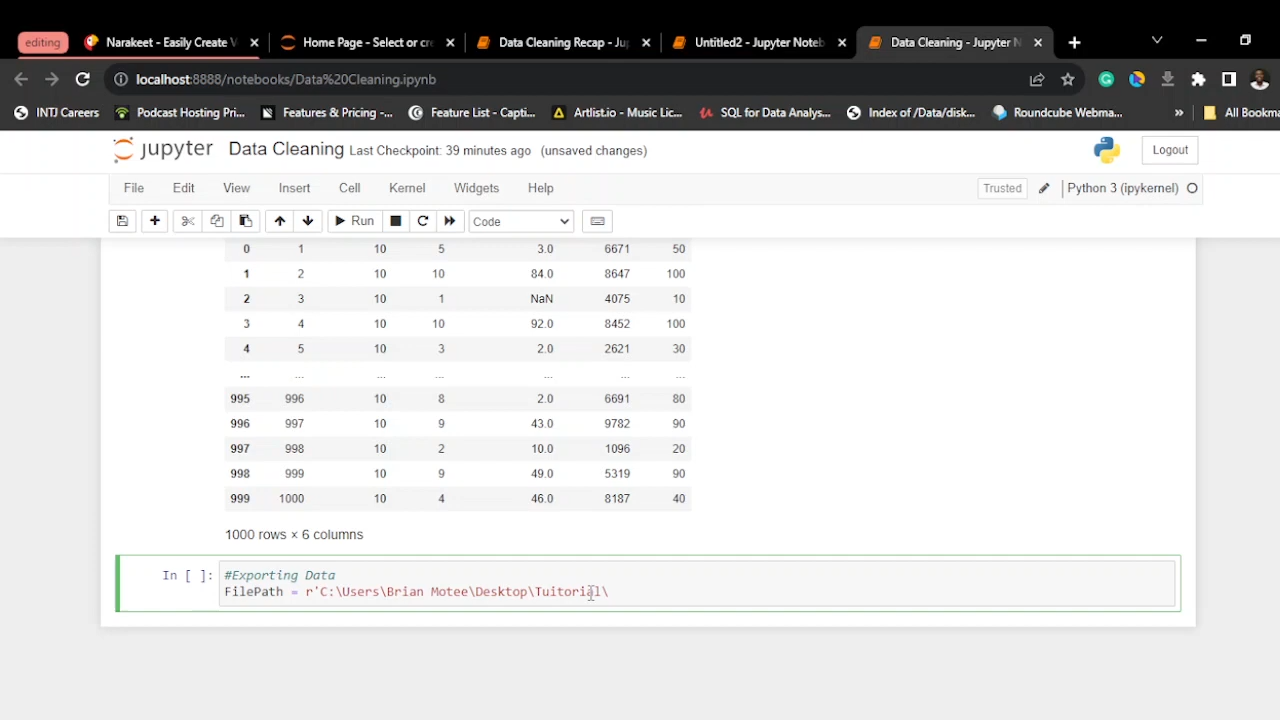 editing Narakeet - Easily Create V Home Page - Select or cre Data Cleaning Recap - Jup Untitled2 - Jupyter Noteb Data Cleaning - Jupyter N
localhost:8888/notebooks/Data%20Cleaning.ipynb
INTJ Careers Podcast Hosting Pri... Features & Pricing -... Feature List - Capti... Artlist.io - Music Lic... SQL for Data Analys... Index of /Data/disk... Roundcube Webma... » All Bookma
jupyter Data Cleaning Last Checkpoint: 39 minutes ago (unsaved changes) Logout
File Edit View Insert Cell Kernel Widgets Help Trusted Python 3 (ipykernel)
Run Code
0 1 10 5 3.0 6671 50
1 2 10 10 84.0 8647 100
2 3 10 1 NaN 4075 10
3 4 10 10 92.0 8452 100
4 5 10 3 2.0 2621 30
... ... ... ... ... ... ...
995 996 10 8 2.0 6691 80
996 997 10 9 43.0 9782 90
997 998 10 2 10.0 1096 20
998 999 10 9 49.0 5319 90
999 1000 10 4 46.0 8187 40
1000 rows × 6 columns
In [ ]: #Exporting Data
FilePath = r'C:\Users\Brian Motee\Desktop\Tuitorial\